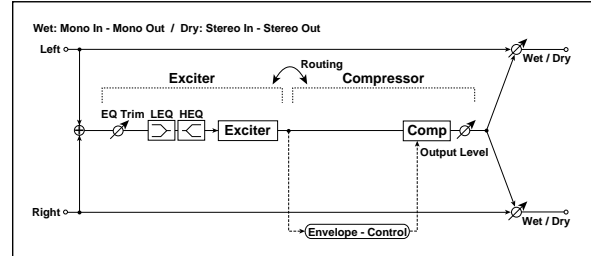 Wet: Mono In - Mono Out / Dry: Stereo In - Stereo Out
Left
Wet / Dry
Routing
Exciter
Compressor
EQ Trim
LEQ
HEQ
Exciter
Comp
Output Level
Right
Wet / Dry
Envelope - Control